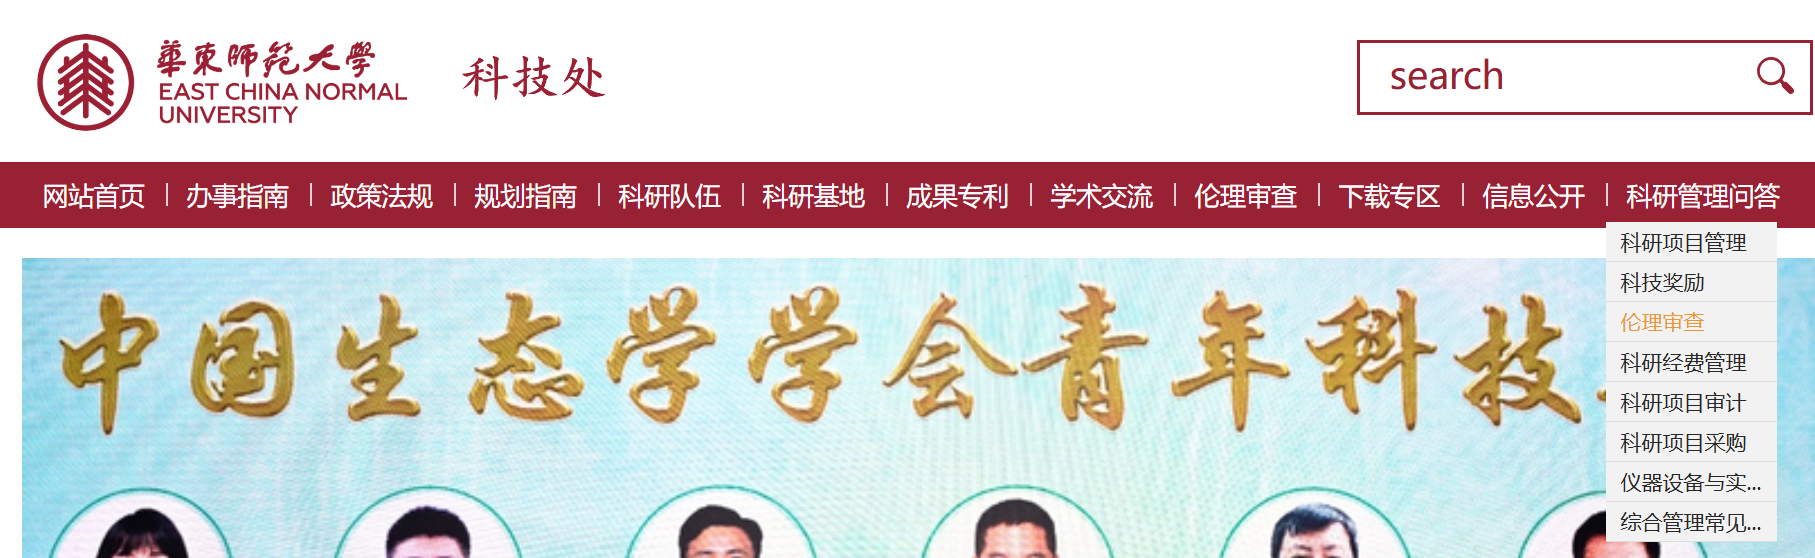 華東师范大學
EAST CHINA NORMAL
UNIVERSITY
科技处
search
网站首页
办事指南
政策法规
规划指南
科研队伍
科研基地
成果专利
学术交流
伦理审查
下载专区
信息公开
科研管理问答
科研项目管理
科技奖励
伦理审查
科研经费管理
科研项目审计
科研项目采购
仪器设备与实...
综合管理常见...
中国生态学学会青年科技